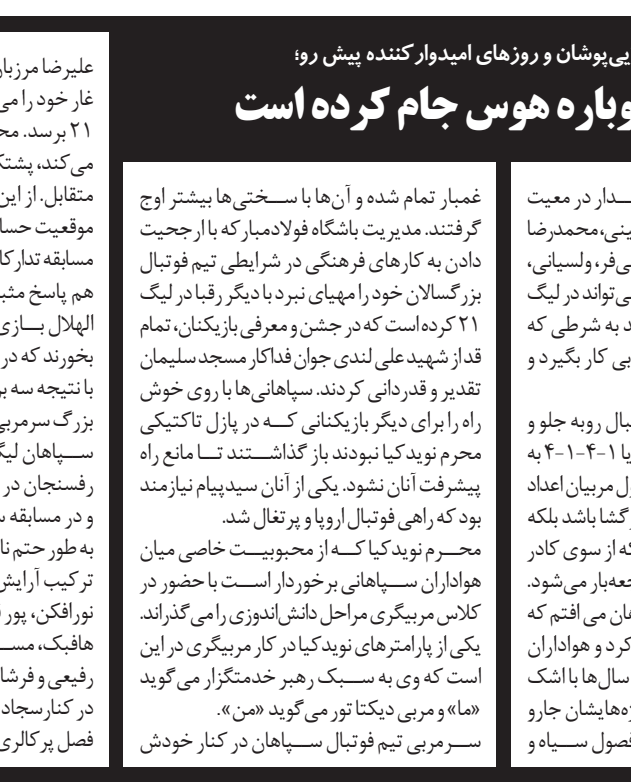 یی‌پوشان و روزهای امیدوار کننده پیش رو؛
وباره هوس جام کرده است
ـدار در معیت
ینی،محمدرضا
ی‌فر، ولسیانی،
ی‌تواند در لیگ
د به شرطی که
بی کار بگیرد و
بال روبه جلو و
یا ۱-۴-۱-۴ به
ول مربیان اعداد
گشا باشد بلکه
که از سوی کادر
جعه‌بار می‌شود.
هان می افتم که
کرد و هواداران
سال‌ها با اشک
ژه‌هایشان جارو
فصول ســیاه و
غمبار تمام شده و آن‌ها با ســختی‌ها بیشتر اوج
گرفتند. مدیریت باشگاه فولادمبارکه با ارجحیت
دادن به کارهای فرهنگی در شرایطی تیم فوتبال
بزرگسالان خود را مهیای نبرد با دیگر رقبا در لیگ
۲۱ کرده است که در جشن و معرفی بازیکنان، تمام
قد از شهید علی لندی جوان فداکار مسجد سلیمان
تقدیر و قدردانی کردند. سپاهانی‌ها با روی خوش
راه را برای دیگر بازیکنانی کــه در پازل تاکتیکی
محرم نویدکیا نبودند باز گذاشــتند تــا مانع راه
پیشرفت آنان نشود. یکی از آنان سیدپیام نیازمند
بود که راهی فوتبال اروپا و پرتغال شد.
محــرم نویدکیا کــه از محبوبیــت خاصی میان
هواداران ســپاهانی برخوردار اســت با حضور در
کلاس مربیگری مراحل دانش‌اندوزی را می‌گذراند.
یکی از پارامترهای نویدکیا در کار مربیگری در این
است که وی به ســبک رهبر خدمتگزار می گوید
«ما» و مربی دیکتاتور می گوید «من».
ســرمربی تیم فوتبال ســپاهان در کنار خودش
علیرضا مرزبان
غار خود را می
۲۱ برسد. مح
می‌کند، پشتک
متقابل. از این
موقعیت حسا
مسابقه تدارکا
هم پاسخ مثب
الهلال بــازی
بخورند که در
با نتیجه سه بر
بزرگ سرمربی
ســپاهان لیگ
رفسنجان در
و در مسابقه س
به طور حتم نا
ترکیب آرایش
نورافکن، پور ق
هافبک، مســ
رفیعی و فرشا
در کنار سجاد
فصل پر کالری